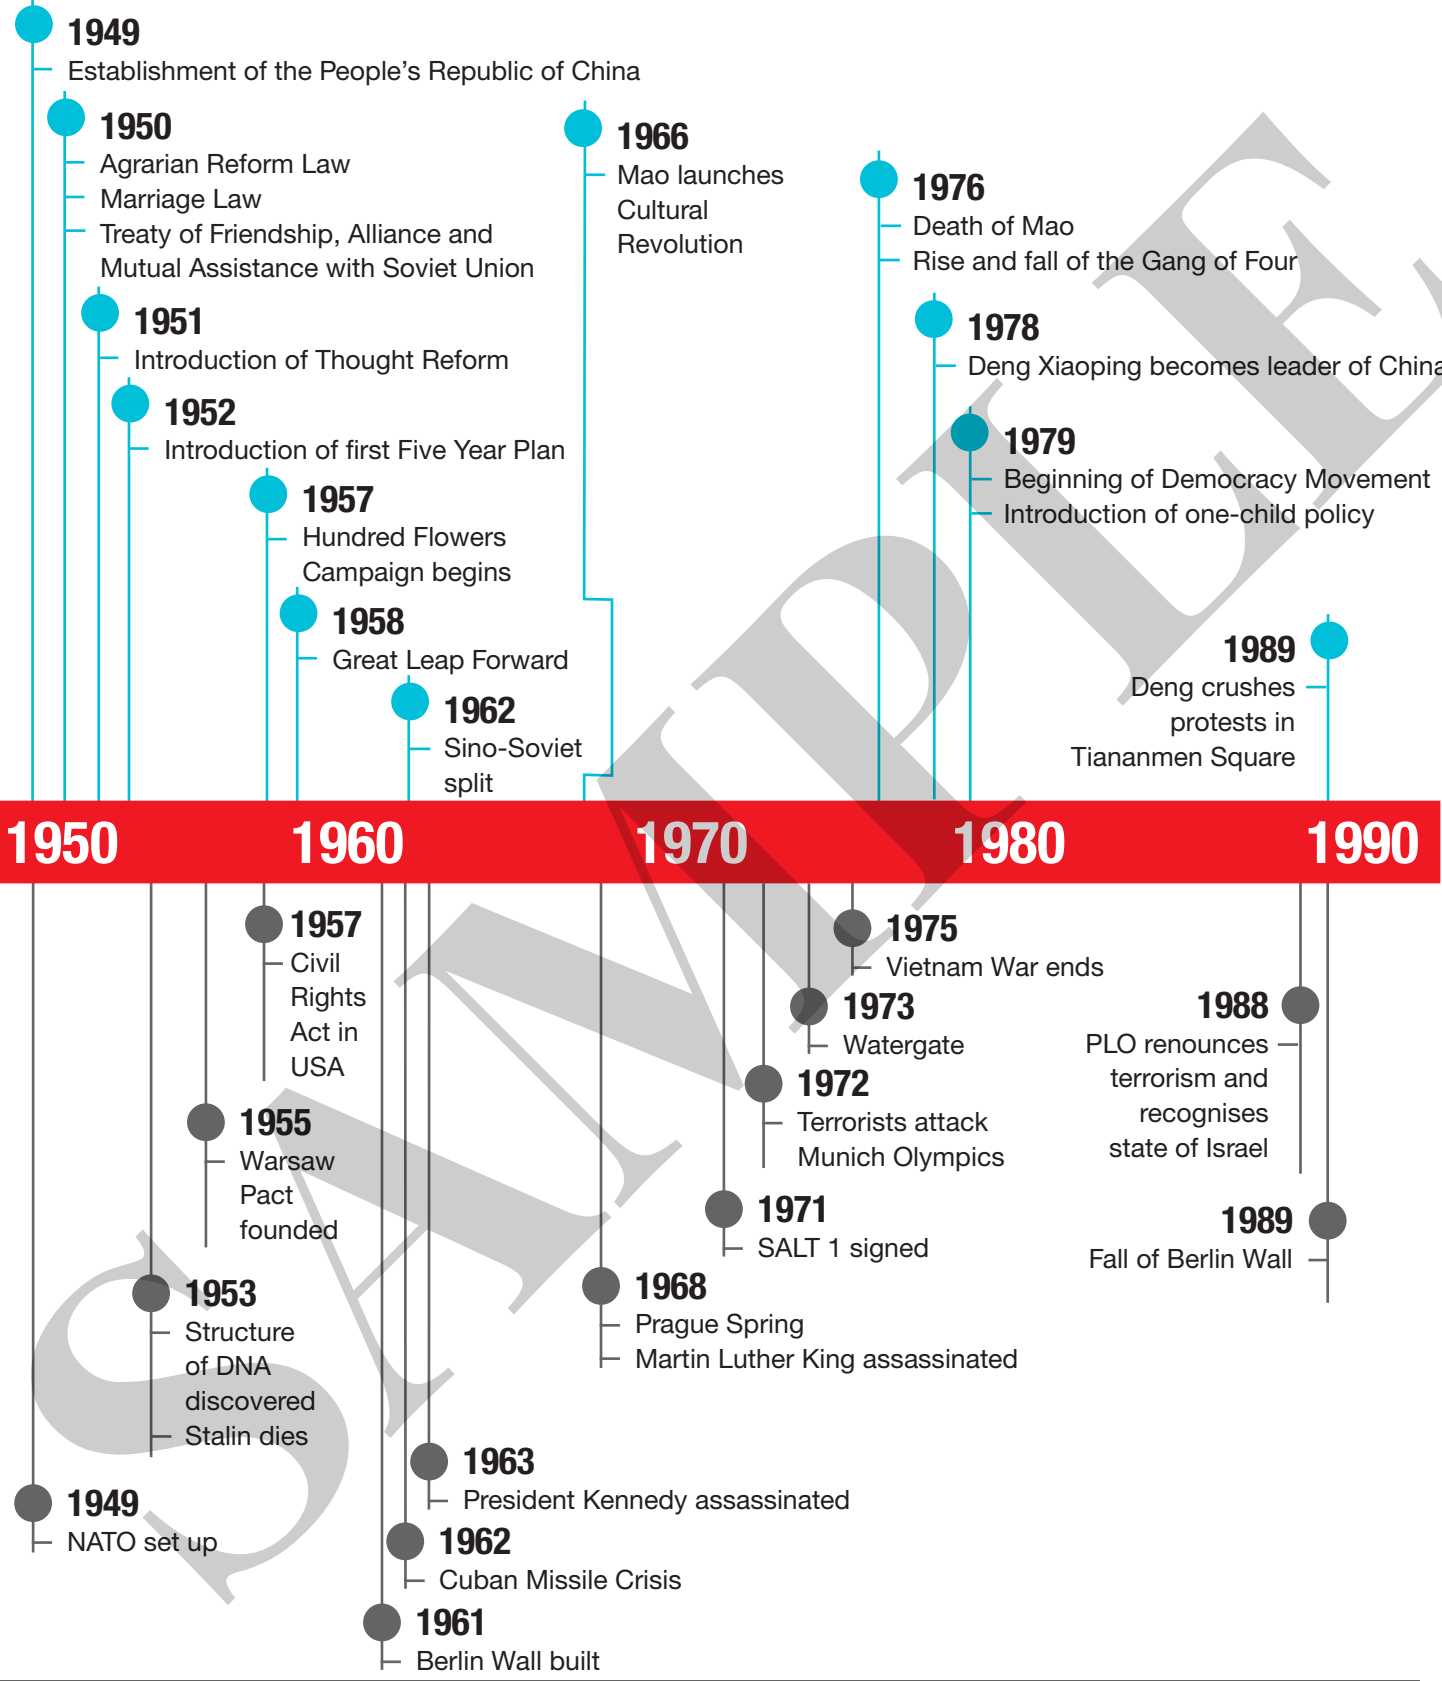 1949
Establishment of the People's Republic of China
1950
Agrarian Reform Law
Marriage Law
Treaty of Friendship, Alliance and
Mutual Assistance with Soviet Union
1951
Introduction of Thought Reform
1952
Introduction of first Five Year Plan
1957
Hundred Flowers
Campaign begins
1958
Great Leap Forward
1962
Sino-Soviet
split
1966
Mao launches
Cultural
Revolution
1976
Death of Mao
Rise and fall of the Gang of Four
1978
Deng Xiaoping becomes leader of China
1979
Beginning of Democracy Movement
Introduction of one-child policy
1989
Deng crushes
protests in
Tiananmen Square
1950 1960 1970 1980 1990
1957
Civil
Rights
Act in
USA
1955
Warsaw
Pact
founded
1953
Structure
of DNA
discovered
Stalin dies
1949
NATO set up
1975
Vietnam War ends
1973
Watergate
1972
Terrorists attack
Munich Olympics
1971
SALT 1 signed
1968
Prague Spring
Martin Luther King assassinated
1963
President Kennedy assassinated
1962
Cuban Missile Crisis
1961
Berlin Wall built
1988
PLO renounces
terrorism and
recognises
state of Israel
1989
Fall of Berlin Wall
SAMPLE